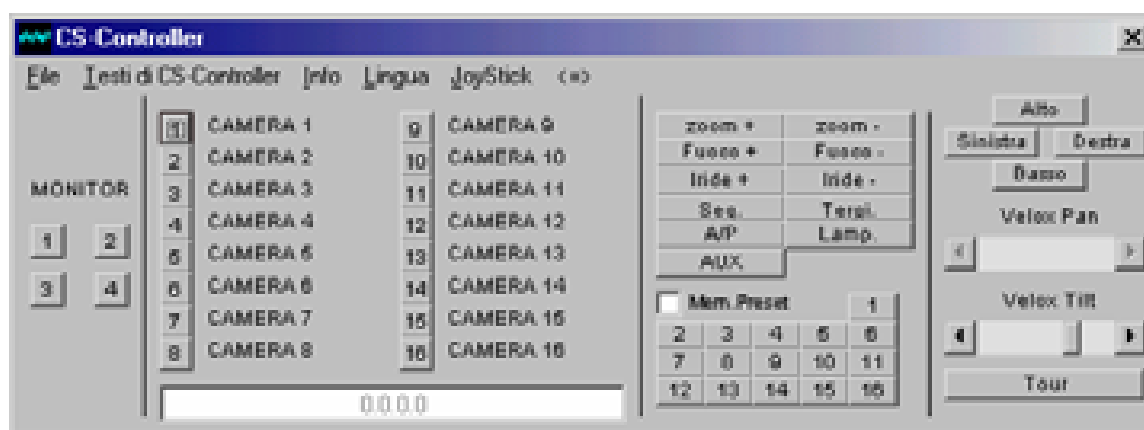 CS-Controller
File Testi di CS-Controller Info Lingua JoyStick (=)
MONITOR
1 2
3 4
1 CAMERA 1
2 CAMERA 2
3 CAMERA 3
4 CAMERA 4
5 CAMERA 5
6 CAMERA 6
7 CAMERA 7
8 CAMERA 8
9 CAMERA 9
10 CAMERA 10
11 CAMERA 11
12 CAMERA 12
13 CAMERA 13
14 CAMERA 14
15 CAMERA 15
16 CAMERA 16
0.0.0.0
zoom + zoom -
Fuoco + Fuoco -
Iride + Iride -
Seq. Tergi.
A/P Lamp.
AUX.
Mem.Preset 1
2 3 4 5 6
7 8 9 10 11
12 13 14 15 16
Alto
Sinistra Destra
Basso
Velox Pan
Velox Tilt
Tour